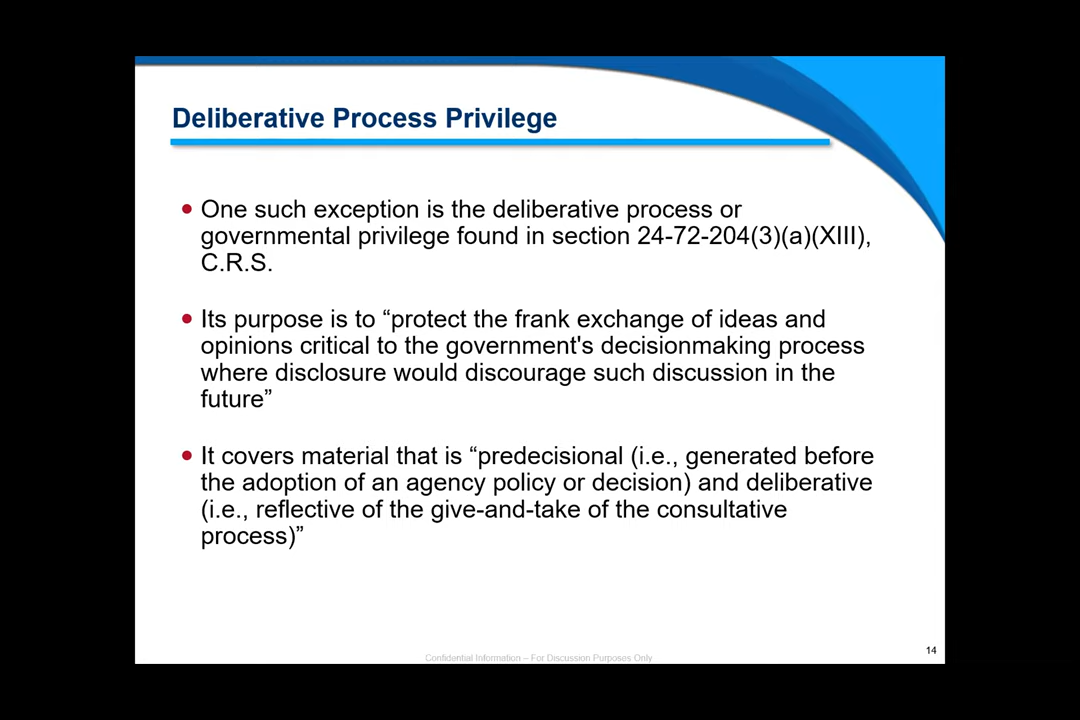 Deliberative Process Privilege
• One such exception is the deliberative process or
governmental privilege found in section 24-72-204(3)(a)(XIII),
C.R.S.
• Its purpose is to “protect the frank exchange of ideas and
opinions critical to the government's decisionmaking process
where disclosure would discourage such discussion in the
future”
• It covers material that is “predecisional (i.e., generated before
the adoption of an agency policy or decision) and deliberative
(i.e., reflective of the give-and-take of the consultative
process)”
Confidential Information – For Discussion Purposes Only
14